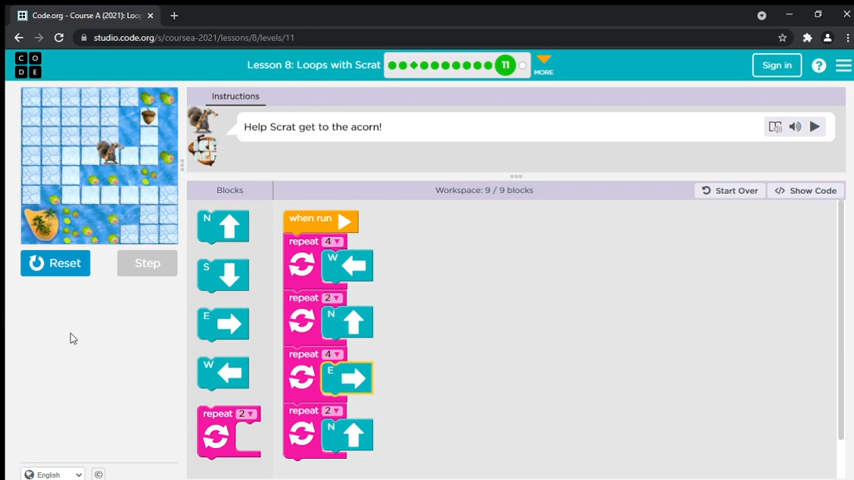 Code.org - Course A (2021): Loo
studio.code.org/s/coursea-2021/lessons/8/levels/11
C O
D E
Lesson 8: Loops with Scrat
11
MORE
Sign in
?
Instructions
Help Scrat get to the acorn!
Blocks
Workspace: 9 / 9 blocks
Start Over
</> Show Code
Reset
Step
N
S
E
W
repeat 2
when run
repeat 4
W
repeat 2
N
repeat 4
E
repeat 2
N
English
©